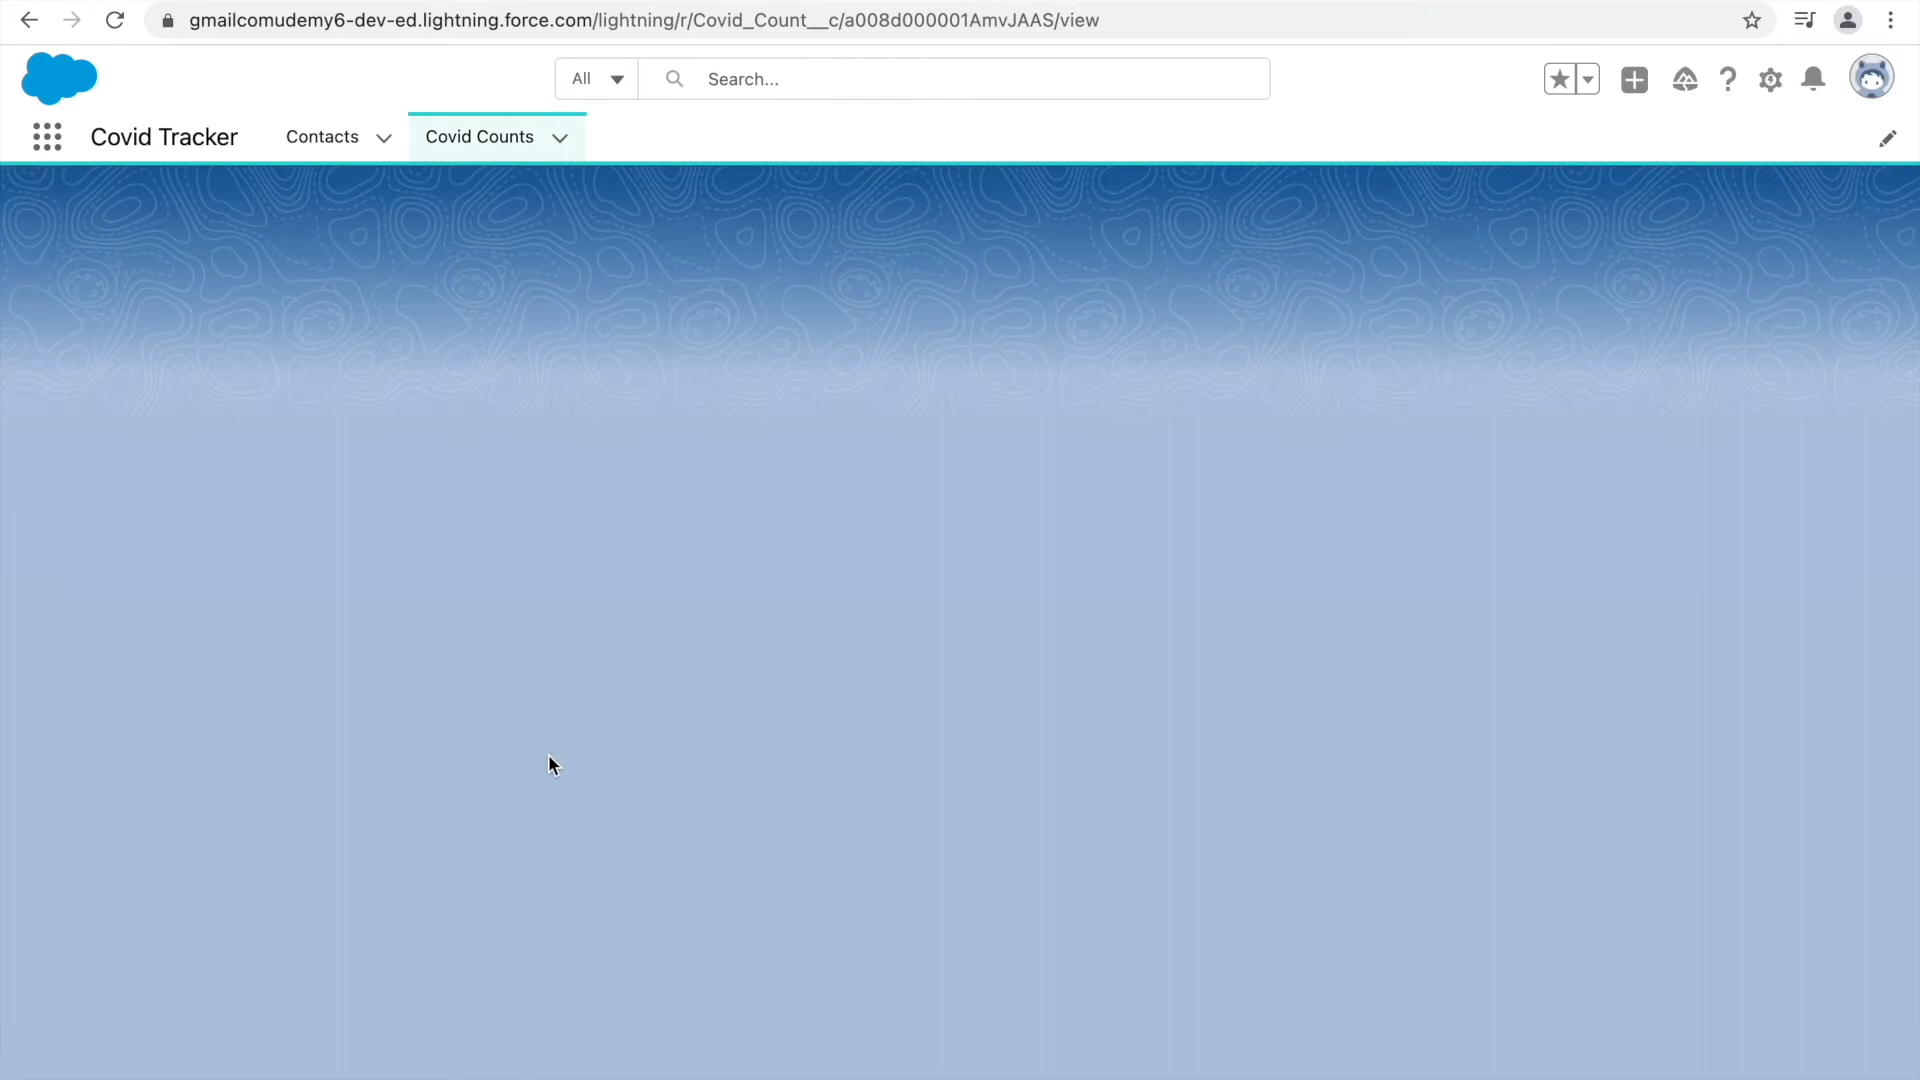 gmailcomudemy6-dev-ed.lightning.force.com/lightning/r/Covid_Count__c/a008d000001AmvJAAS/view
All
Search...
Covid Tracker
Contacts
Covid Counts